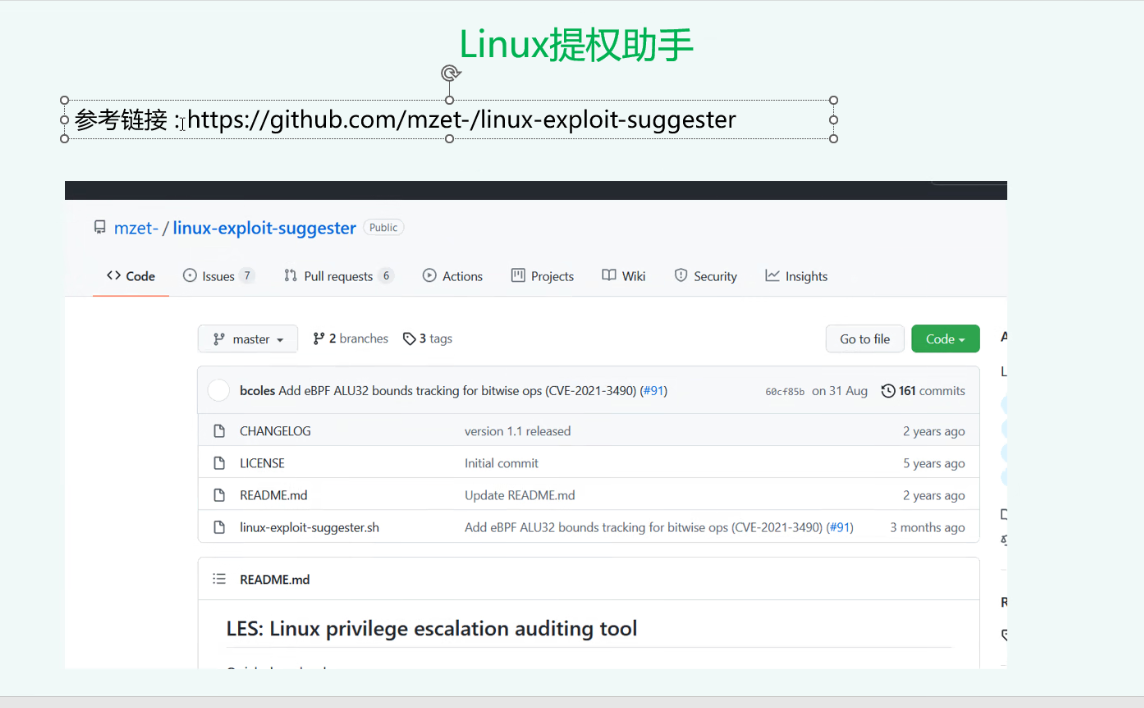 Linux提权助手
参考链接：https://github.com/mzet-/linux-exploit-suggester
mzet- / linux-exploit-suggester Public
Code Issues 7 Pull requests 6 Actions Projects Wiki Security Insights
master 2 branches 3 tags Go to file Code
bcoles Add eBPF ALU32 bounds tracking for bitwise ops (CVE-2021-3490) (#91) 60cf85b on 31 Aug 161 commits
CHANGELOG version 1.1 released 2 years ago
LICENSE Initial commit 5 years ago
README.md Update README.md 2 years ago
linux-exploit-suggester.sh Add eBPF ALU32 bounds tracking for bitwise ops (CVE-2021-3490) (#91) 3 months ago
README.md
LES: Linux privilege escalation auditing tool